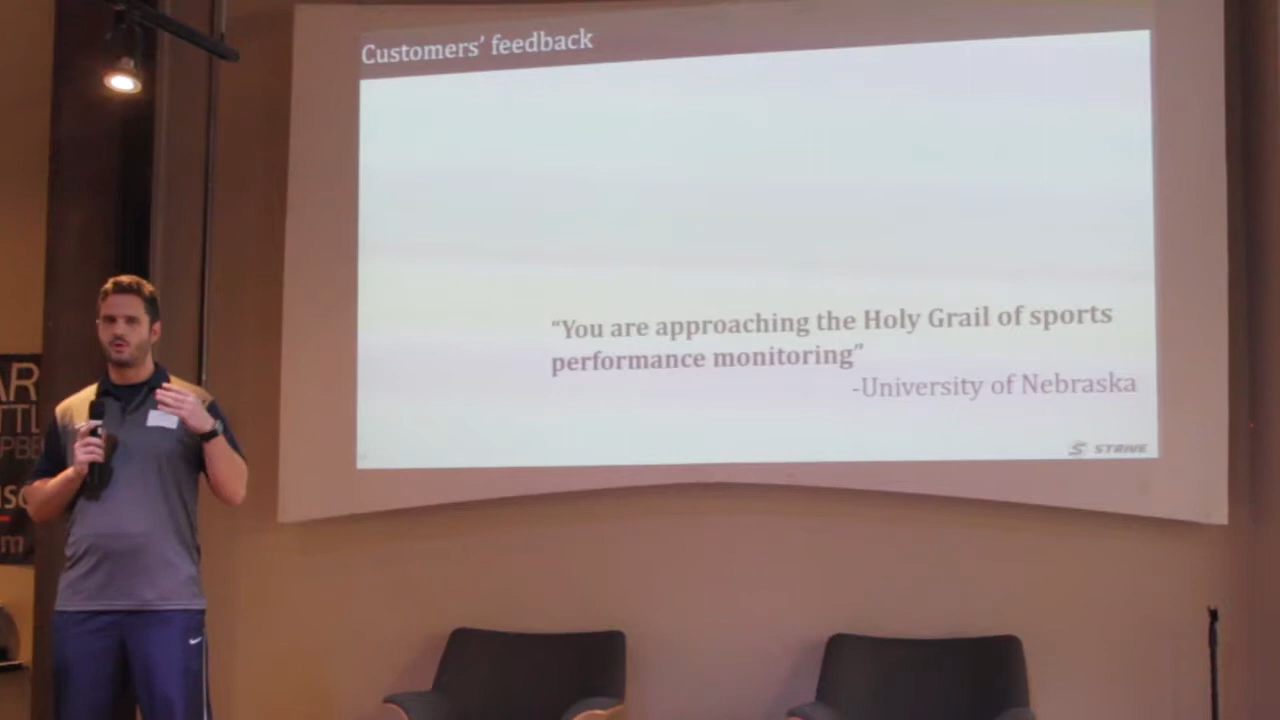 Customers' feedback
“You are approaching the Holy Grail of sports
performance monitoring”
-University of Nebraska
STRIVE